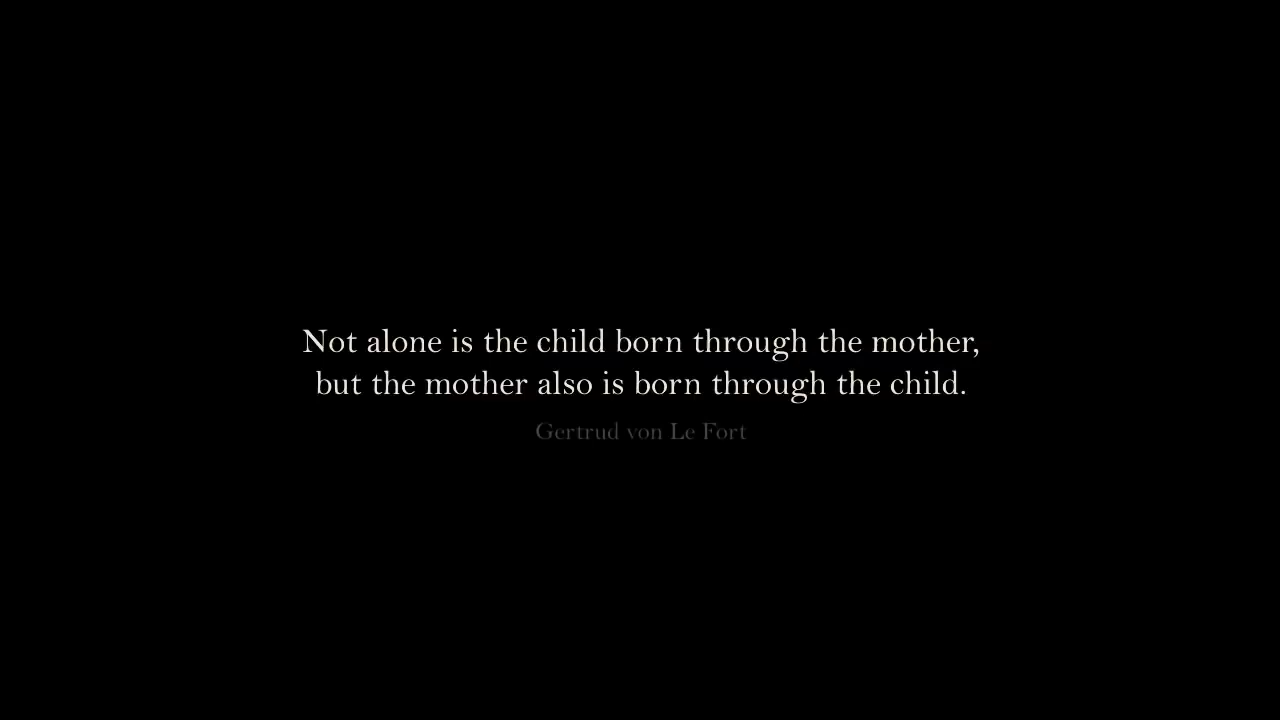 Not alone is the child born through the mother,
but the mother also is born through the child.
Gertrud von Le Fort